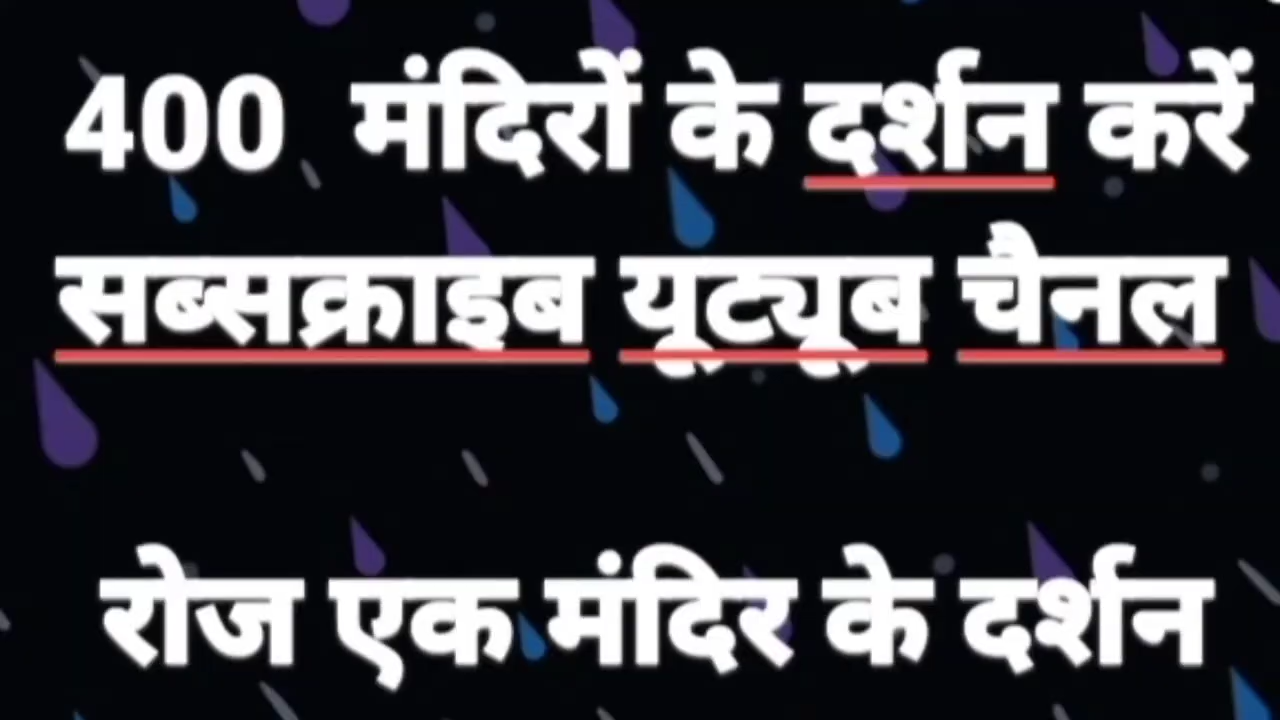 400 मंदिरों के दर्शन करें
सब्सक्राइब यूट्यूब चैनल
रोज एक मंदिर के दर्शन